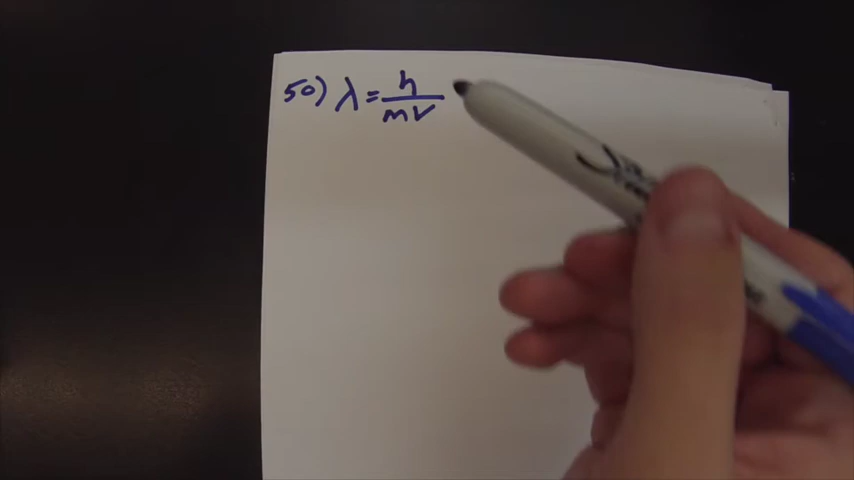 50) λ = h / mv